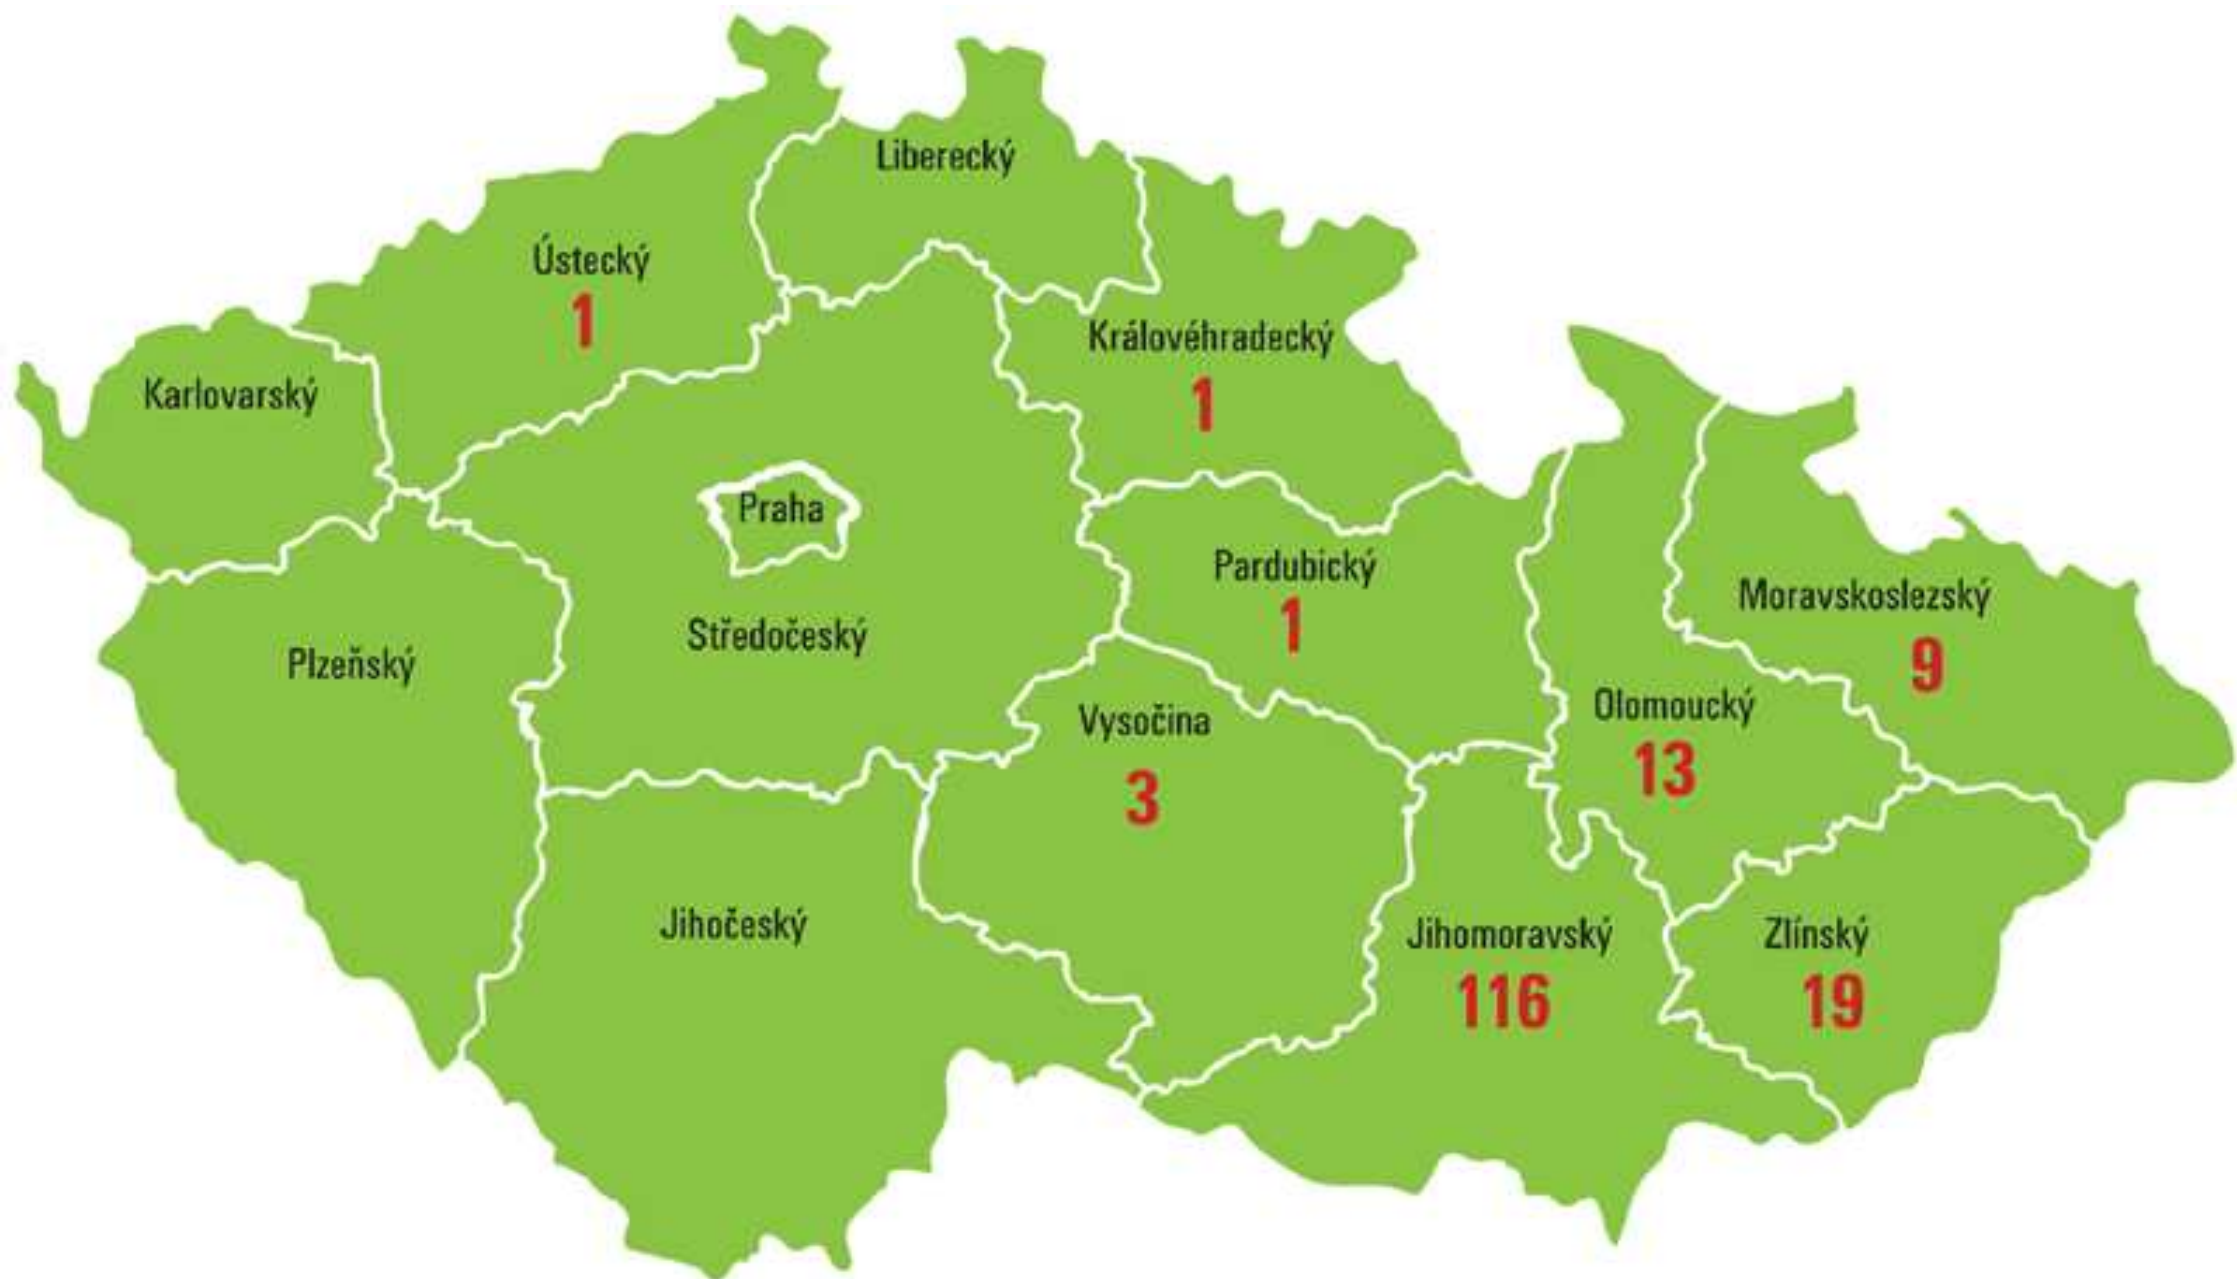 Liberecký
Ústecký
1
Královéhradecký
1
Karlovarský
Praha
Pardubický
1
Moravskoslezský
9
Středočeský
Plzeňský
Olomoucký
13
Vysočina
3
Jihočeský
Jihomoravský
116
Zlínský
19